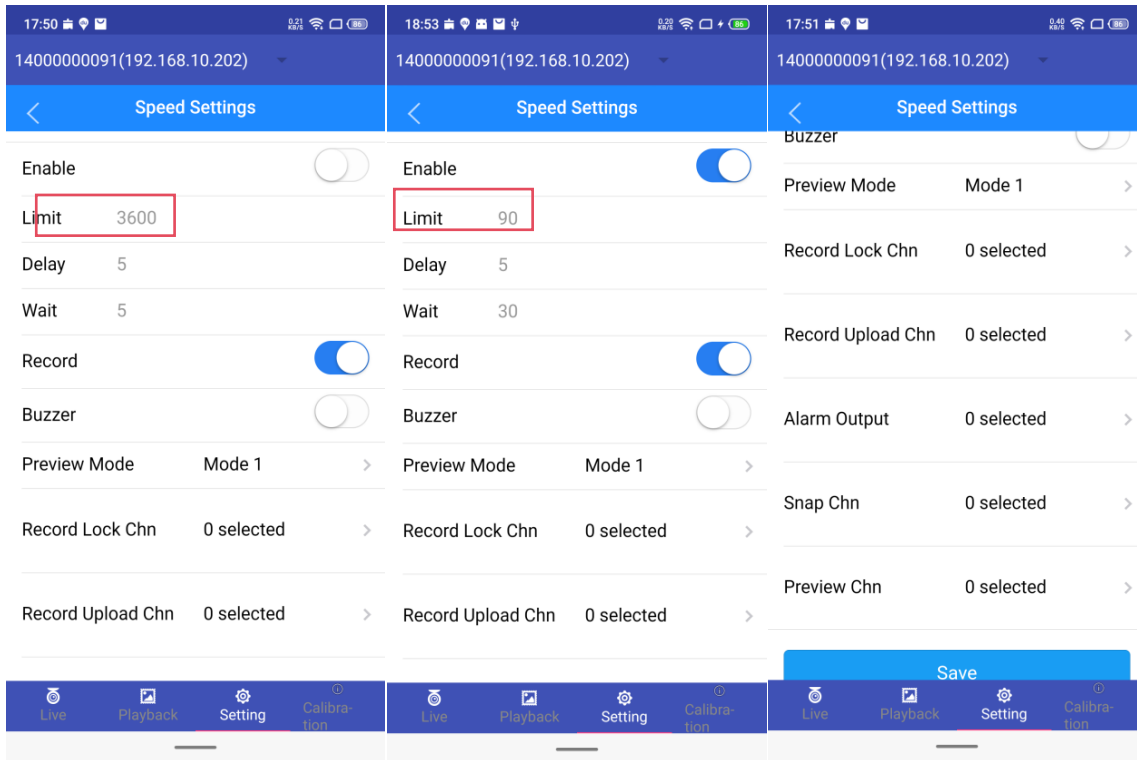 17:50
0.21 KB/S
86
14000000091(192.168.10.202)
Speed Settings
Enable
Limit 3600
Delay 5
Wait 5
Record
Buzzer
Preview Mode Mode 1
Record Lock Chn 0 selected
Record Upload Chn 0 selected
Live Playback Setting Calibra-
tion
18:53
0.20 KB/S
86
14000000091(192.168.10.202)
Speed Settings
Enable
Limit 90
Delay 5
Wait 30
Record
Buzzer
Preview Mode Mode 1
Record Lock Chn 0 selected
Record Upload Chn 0 selected
Live Playback Setting Calibra-
tion
17:51
0.40 KB/S
86
14000000091(192.168.10.202)
Speed Settings
Buzzer
Preview Mode Mode 1
Record Lock Chn 0 selected
Record Upload Chn 0 selected
Alarm Output 0 selected
Snap Chn 0 selected
Preview Chn 0 selected
Save
Live Playback Setting Calibra-
tion